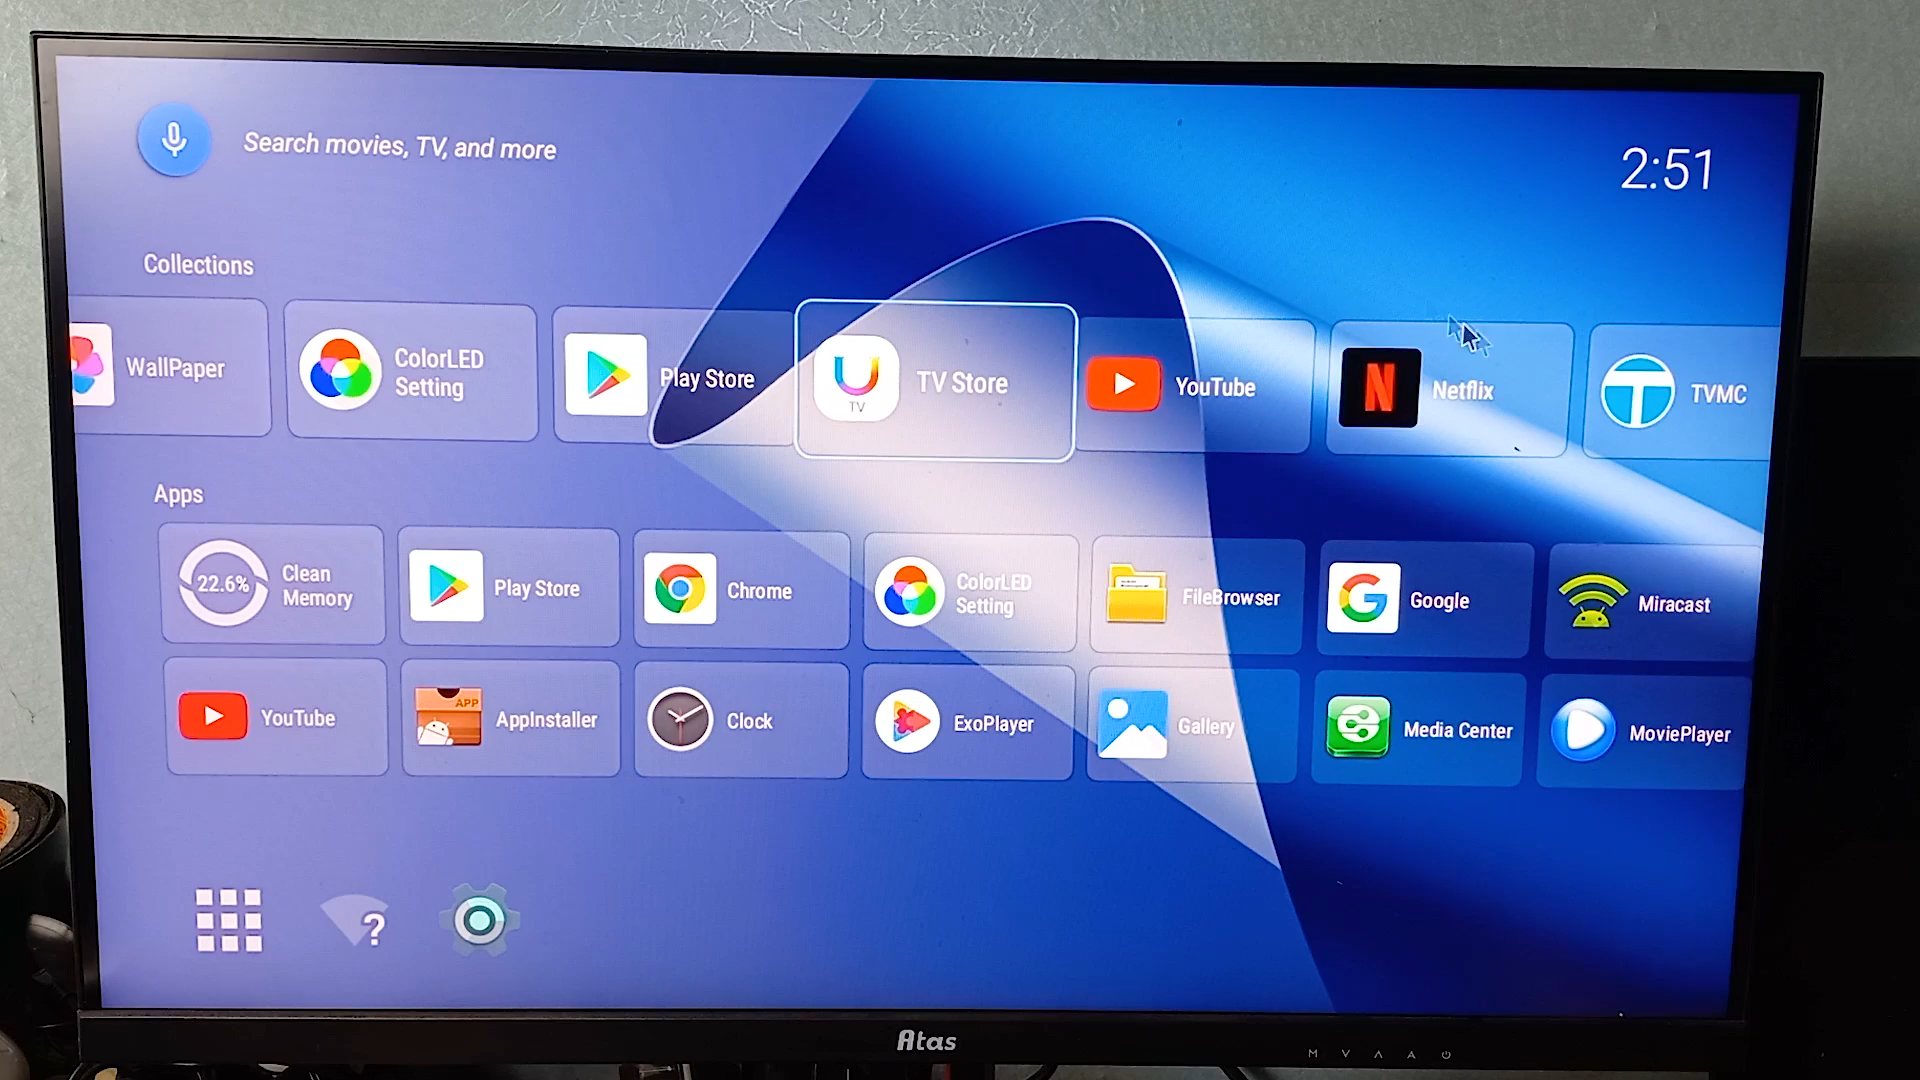 Search movies, TV, and more
2:51
Collections
WallPaper
ColorLED
Setting
Play Store
TV
TV Store
YouTube
N
Netflix
TVMC
Apps
22.6%
Clean
Memory
Play Store
Chrome
ColorLED
Setting
FileBrowser
G
Google
Miracast
YouTube
APP
AppInstaller
Clock
ExoPlayer
Gallery
Media Center
MoviePlayer
?
Atas
M